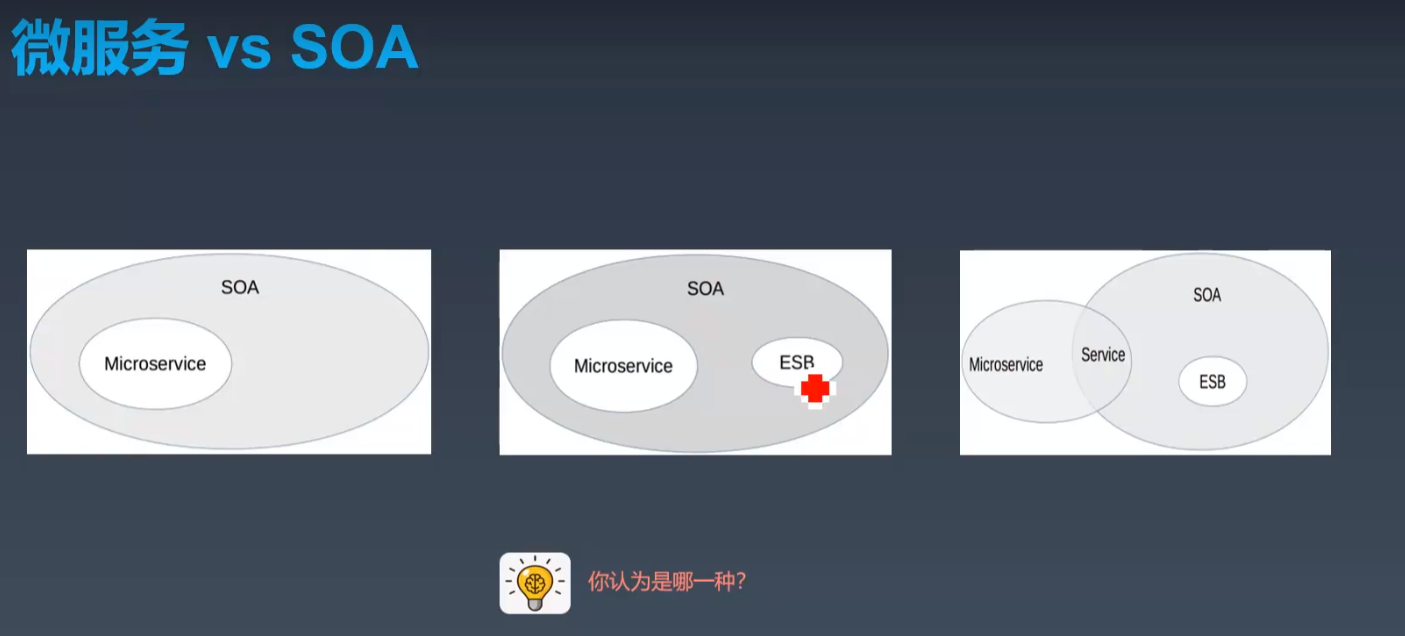 微服务 vs SOA
SOA
Microservice
SOA
Microservice
ESB
SOA
Microservice
Service
ESB
你认为是哪一种？